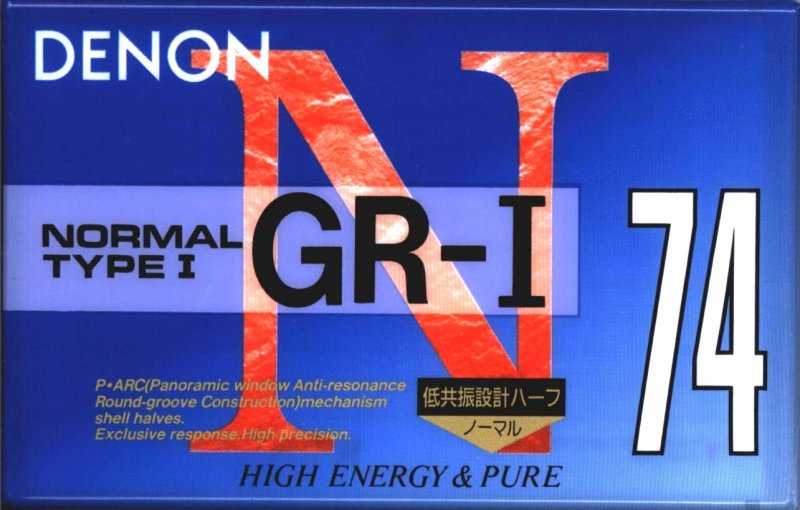 DENON
N
NORMAL
TYPE I
GR-I
74
P•ARC(Panoramic window Anti-resonance
Round-groove Construction)mechanism
shell halves.
Exclusive response.High precision.
低共振設計ハーフ
ノーマル
HIGH ENERGY & PURE